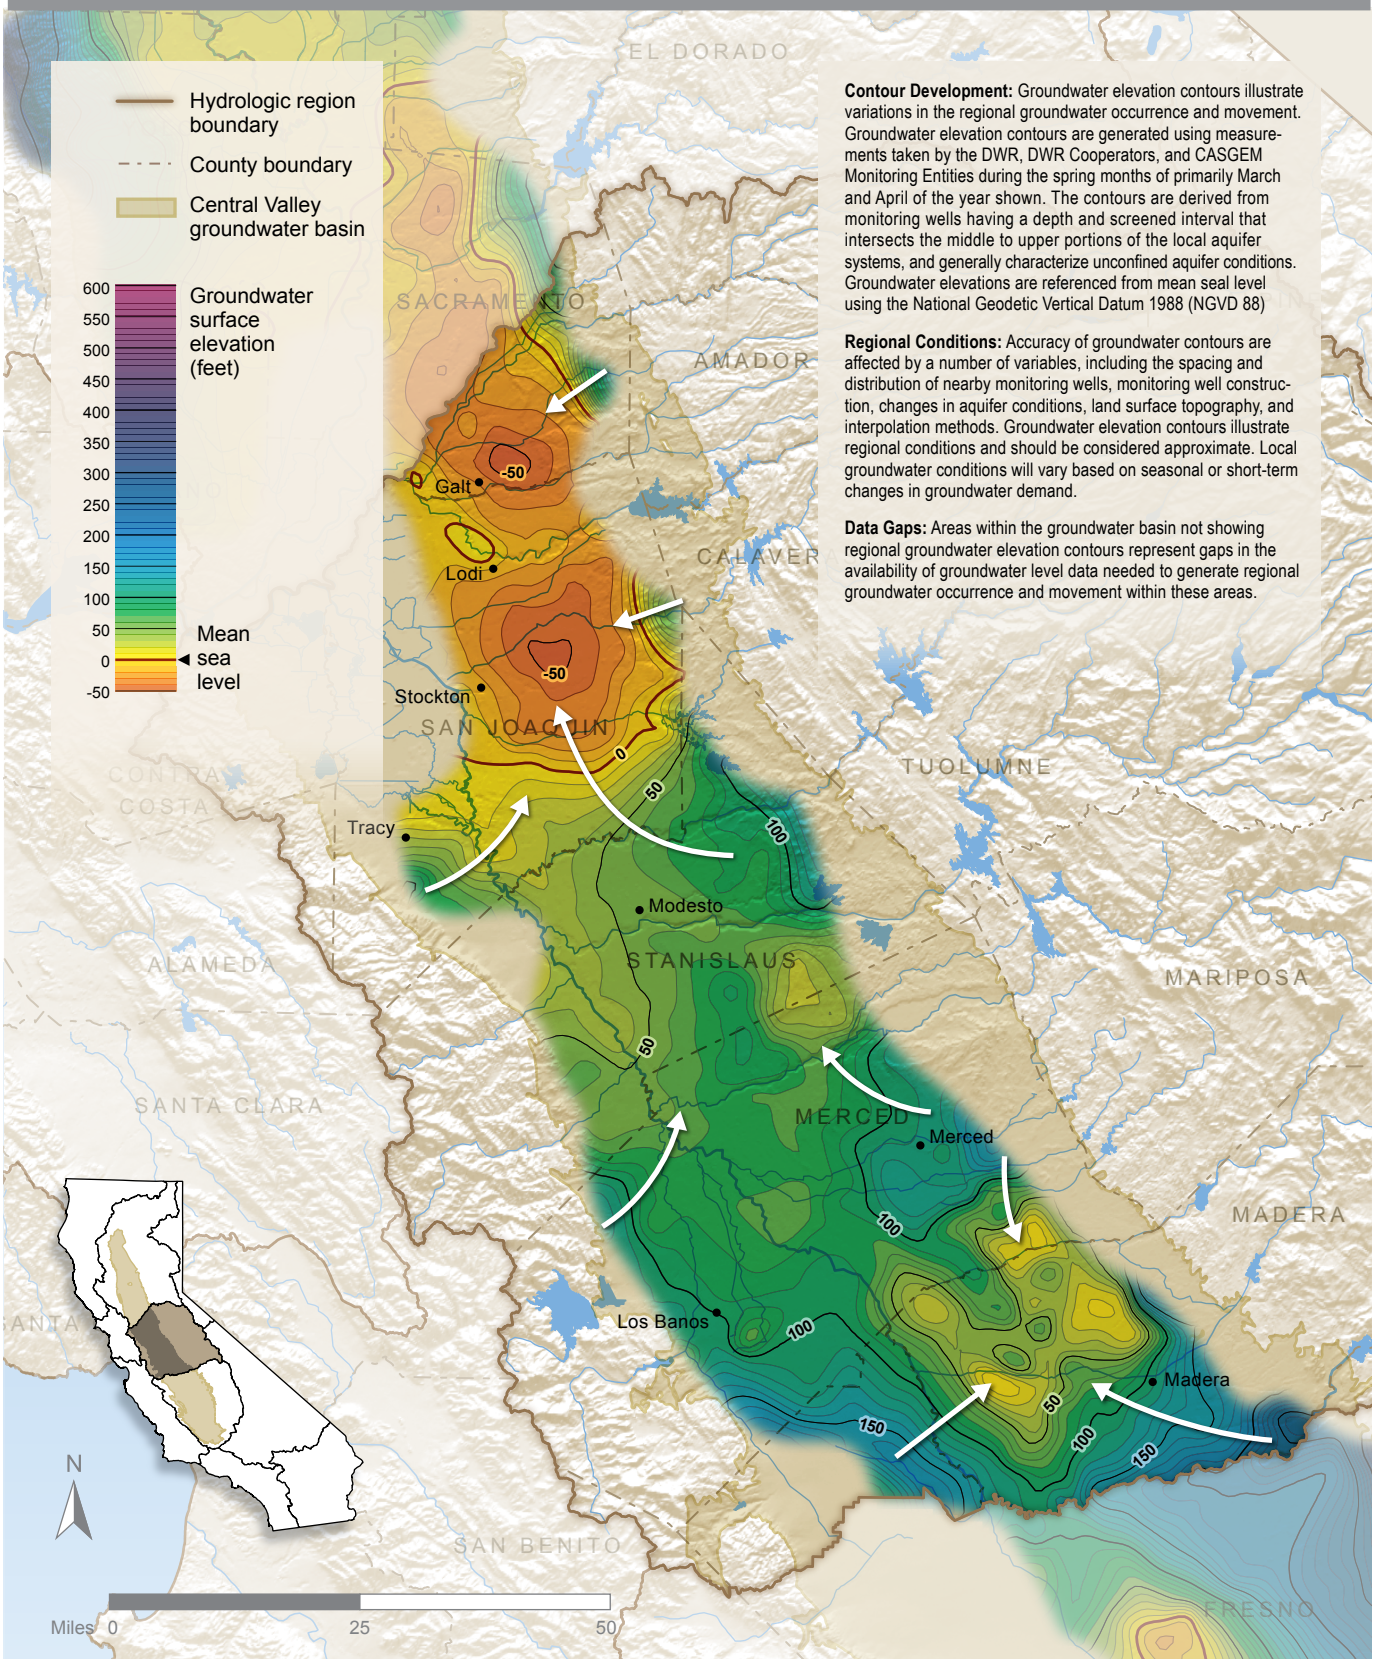 Hydrologic region
boundary
County boundary
Central Valley
groundwater basin
600
550
500
450
400
350
300
250
200
150
100
50
0
-50
Groundwater
surface
elevation
(feet)
Mean
sea
level
Contour Development: Groundwater elevation contours illustrate
variations in the regional groundwater occurrence and movement.
Groundwater elevation contours are generated using measure-
ments taken by the DWR, DWR Cooperators, and CASGEM
Monitoring Entities during the spring months of primarily March
and April of the year shown. The contours are derived from
monitoring wells having a depth and screened interval that
intersects the middle to upper portions of the local aquifer
systems, and generally characterize unconfined aquifer conditions.
Groundwater elevations are referenced from mean seal level
using the National Geodetic Vertical Datum 1988 (NGVD 88)
Regional Conditions: Accuracy of groundwater contours are
affected by a number of variables, including the spacing and
distribution of nearby monitoring wells, monitoring well construc-
tion, changes in aquifer conditions, land surface topography, and
interpolation methods. Groundwater elevation contours illustrate
regional conditions and should be considered approximate. Local
groundwater conditions will vary based on seasonal or short-term
changes in groundwater demand.
Data Gaps: Areas within the groundwater basin not showing
regional groundwater elevation contours represent gaps in the
availability of groundwater level data needed to generate regional
groundwater occurrence and movement within these areas.
EL DORADO
SACRAMENTO
AMADOR
-50
Galt
CALAVER
Lodi
-50
Stockton
SAN JOAQUIN
0
TUOLUMNE
CONTRA
COSTA
50
100
Tracy
Modesto
STANISLAUS
ALAMEDA
MARIPOSA
50
SANTA CLARA
MERCED
Merced
100
MADERA
SANTA
Los Banos
100
Madera
50
150
100
150
N
SAN BENITO
FRESNO
Miles 0
25
50